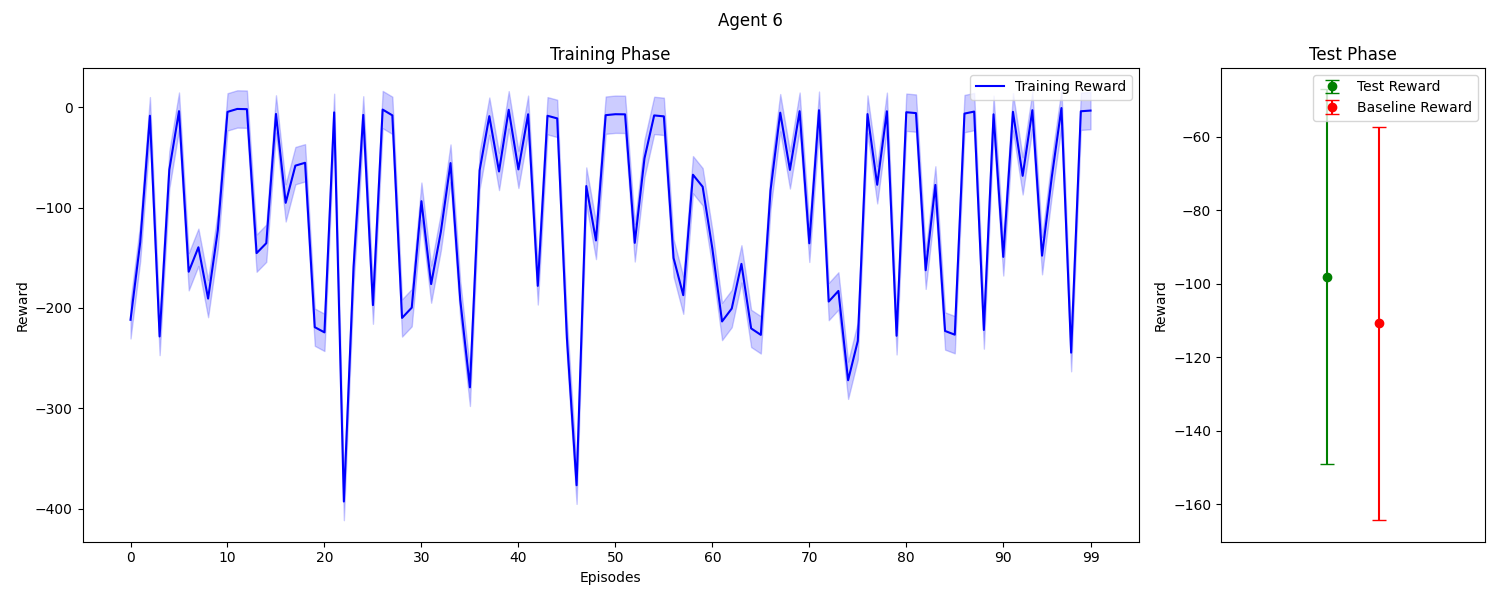 Agent 6
Training Phase
Training Reward
Reward
0
−100
−200
−300
−400
0 10 20 30 40 50 60 70 80 90 99
Episodes
Test Phase
Test Reward
Baseline Reward
Reward
−60
−80
−100
−120
−140
−160